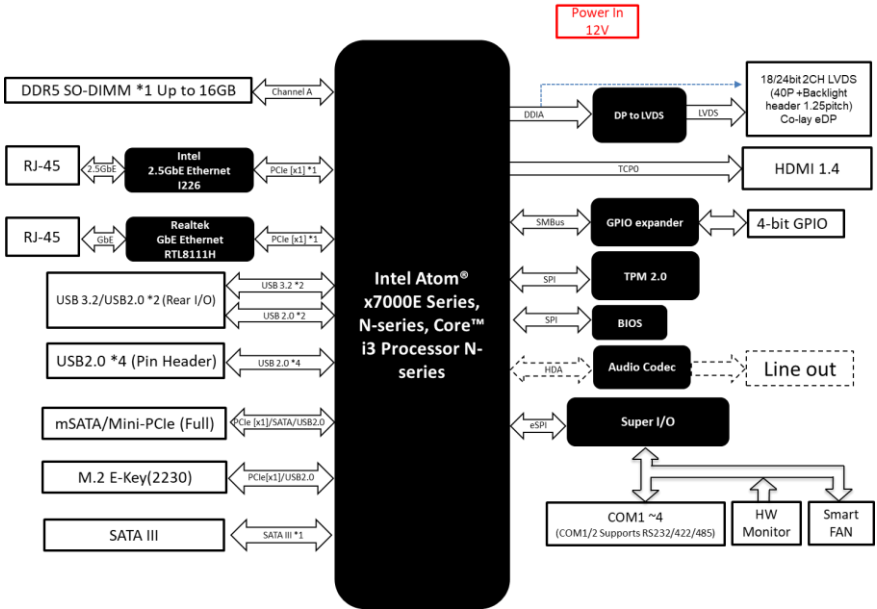 Power In
12V
DDR5 SO-DIMM *1 Up to 16GB
Channel A
RJ-45
2.5GbE
Intel
2.5GbE Ethernet
I226
PCIe [x1] *1
RJ-45
GbE
Realtek
GbE Ethernet
RTL8111H
PCIe [x1] *1
USB 3.2/USB2.0 *2 (Rear I/O)
USB 3.2 *2
USB 2.0 *2
USB2.0 *4 (Pin Header)
USB 2.0 *4
mSATA/Mini-PCIe (Full)
PCIe [x1]/SATA/USB2.0
M.2 E-Key(2230)
PCIe[x1]/USB2.0
SATA III
SATA III *1
Intel Atom®
x7000E Series,
N-series, Core™
i3 Processor N-
series
DDIA
DP to LVDS
LVDS
18/24bit 2CH LVDS
(40P +Backlight
header 1.25pitch)
Co-lay eDP
TCP0
HDMI 1.4
SMBus
GPIO expander
4-bit GPIO
SPI
TPM 2.0
SPI
BIOS
HDA
Audio Codec
Line out
eSPI
Super I/O
COM1 ~4
(COM1/2 Supports RS232/422/485)
HW
Monitor
Smart
FAN